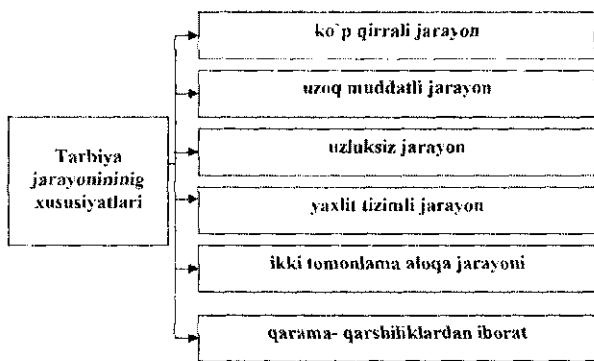 ko`p qirrali jarayon
uzoq muddatli jarayon
uzluksiz jarayon
Tarbiya
jarayonininig
xususiyatlari
yaxlit tizimli jarayon
ikki tomonlama aloqa jarayoni
qarama- qarshiliklardan iborat